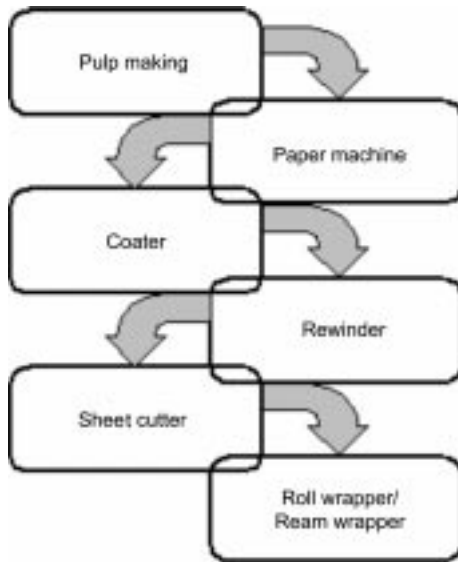 Pulp making
Paper machine
Coater
Rewinder
Sheet cutter
Roll wrapper/
Ream wrapper